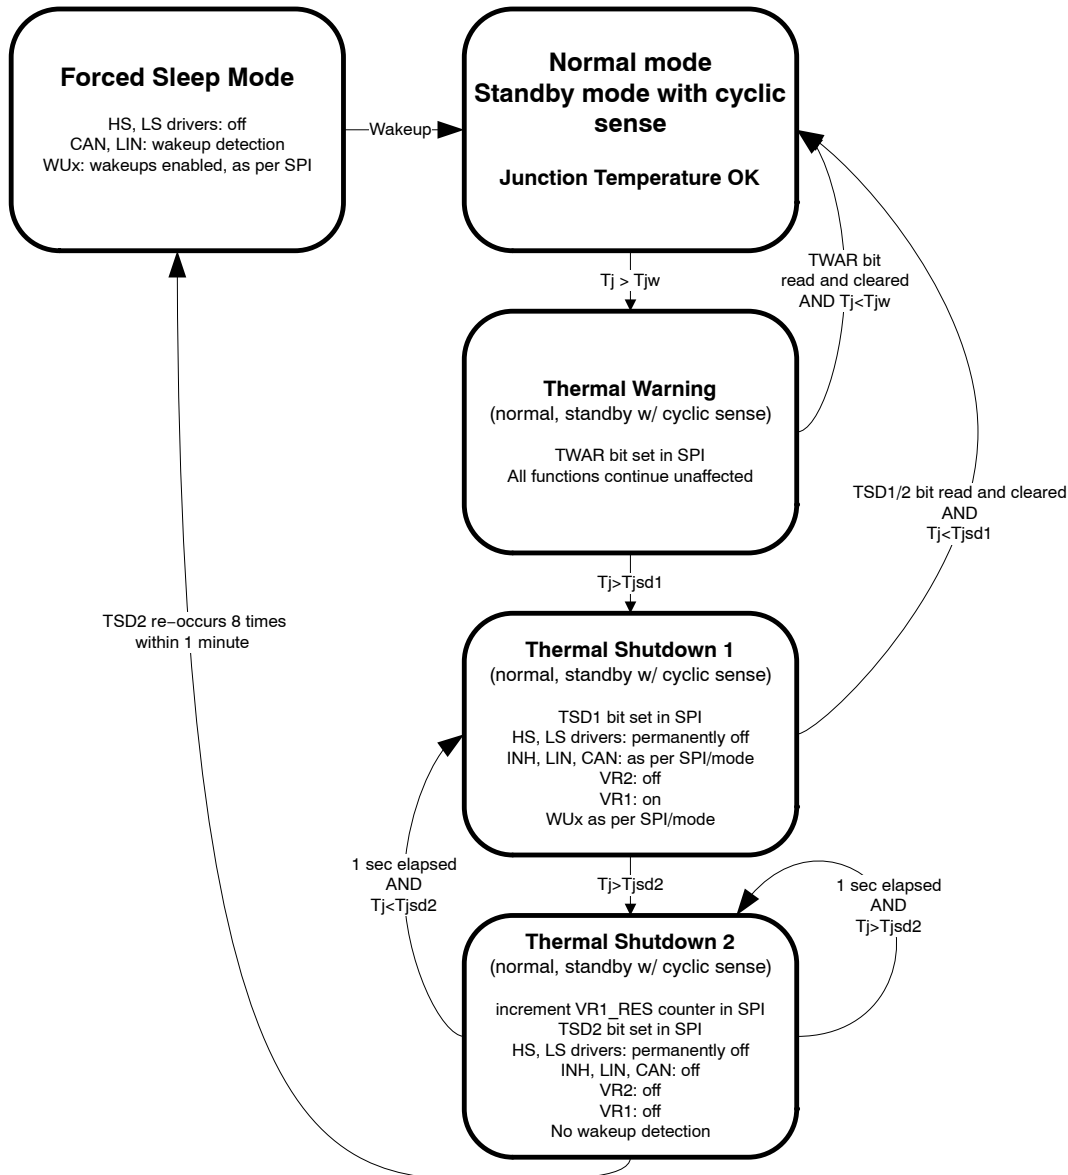 Forced Sleep Mode
HS, LS drivers: off
CAN, LIN: wakeup detection
WUx: wakeups enabled, as per SPI
Wakeup
Normal mode
Standby mode with cyclic
sense
Junction Temperature OK
Tj > Tjw
TWAR bit
read and cleared
AND Tj<Tjw
Thermal Warning
(normal, standby w/ cyclic sense)
TWAR bit set in SPI
All functions continue unaffected
TSD1/2 bit read and cleared
AND
Tj<Tjsd1
Tj>Tjsd1
TSD2 re−occurs 8 times
within 1 minute
Thermal Shutdown 1
(normal, standby w/ cyclic sense)
TSD1 bit set in SPI
HS, LS drivers: permanently off
INH, LIN, CAN: as per SPI/mode
VR2: off
VR1: on
WUx as per SPI/mode
1 sec elapsed
AND
Tj<Tjsd2
Tj>Tjsd2
1 sec elapsed
AND
Tj>Tjsd2
Thermal Shutdown 2
(normal, standby w/ cyclic sense)
increment VR1_RES counter in SPI
TSD2 bit set in SPI
HS, LS drivers: permanently off
INH, LIN, CAN: off
VR2: off
VR1: off
No wakeup detection